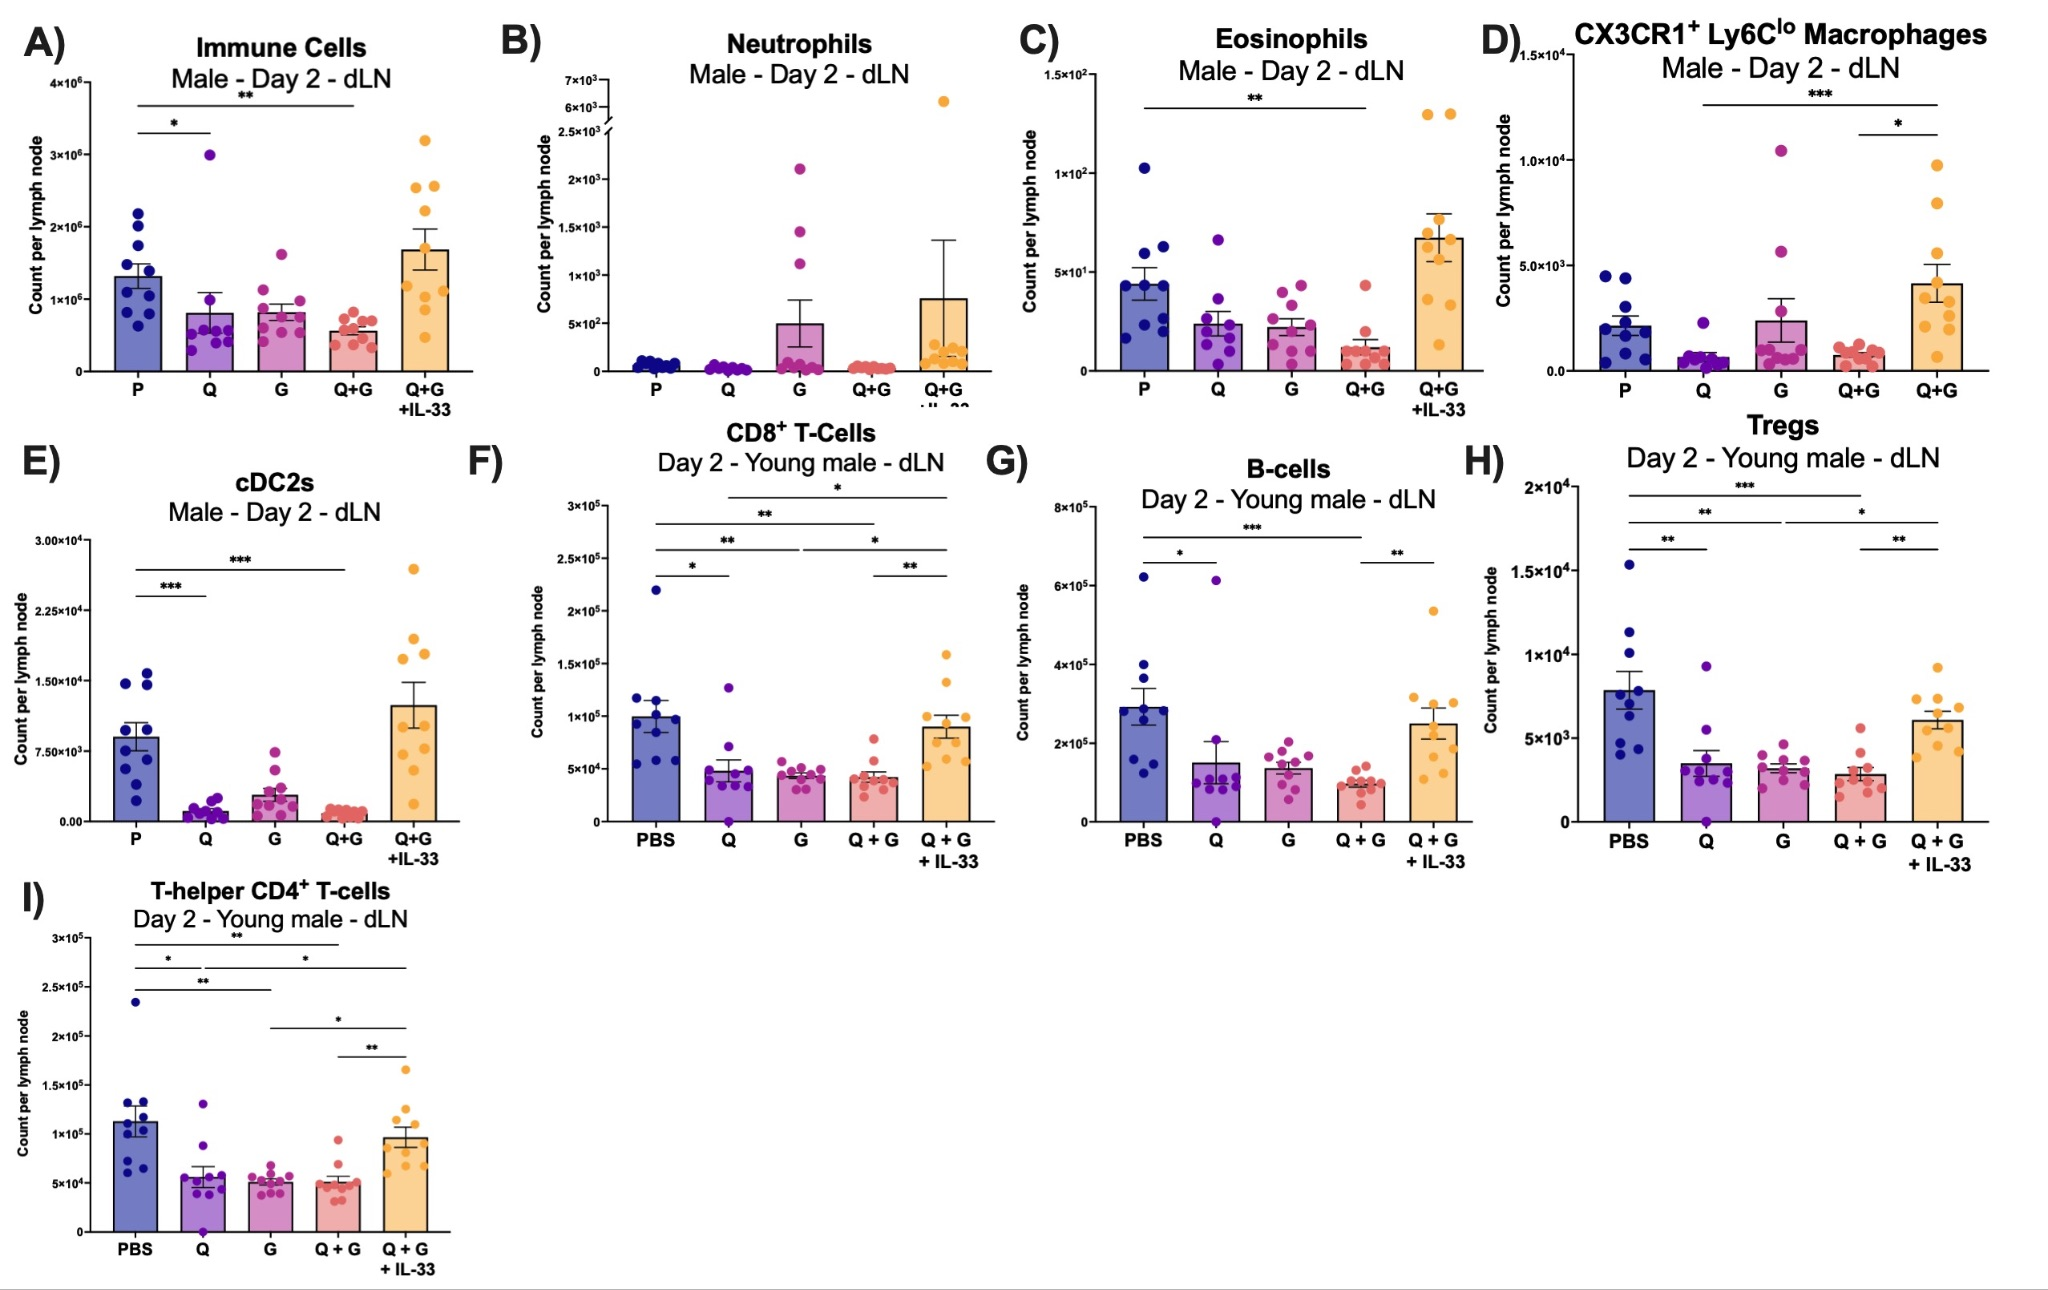 A)
Immune Cells
Male - Day 2 - dLN
Count per lymph node
4×10⁶
3×10⁶
2×10⁶
1×10⁶
0
**
*
P Q G Q+G Q+G
+IL-33
B)
Neutrophils
Male - Day 2 - dLN
Count per lymph node
7×10³
6×10³
2.5×10³
2×10³
1.5×10³
1×10³
5×10²
0
P Q G Q+G Q+G
C)
Eosinophils
Male - Day 2 - dLN
Count per lymph node
1.5×10²
1×10²
5×10¹
0
**
P Q G Q+G Q+G
+IL-33
D)
CX3CR1⁺ Ly6Cˡᵒ Macrophages
Male - Day 2 - dLN
Count per lymph node
1.5×10⁴
1.0×10⁴
5.0×10³
0.0
***
*
P Q G Q+G Q+G
E)
cDC2s
Male - Day 2 - dLN
Count per lymph node
3.00×10⁴
2.25×10⁴
1.50×10⁴
7.50×10³
0.00
***
***
P Q G Q+G Q+G
+IL-33
F)
CD8⁺ T-Cells
Day 2 - Young male - dLN
Count per lymph node
3×10⁵
2.5×10⁵
2×10⁵
1.5×10⁵
1×10⁵
5×10⁴
0
*
**
** *
* **
PBS Q G Q + G Q + G
+ IL-33
G)
B-cells
Day 2 - Young male - dLN
Count per lymph node
8×10⁵
6×10⁵
4×10⁵
2×10⁵
0
***
* **
PBS Q G Q + G Q + G
+ IL-33
H)
Tregs
Day 2 - Young male - dLN
Count per lymph node
2×10⁴
1.5×10⁴
1×10⁴
5×10³
0
***
** *
** **
PBS Q G Q + G Q + G
+ IL-33
I)
T-helper CD4⁺ T-cells
Day 2 - Young male - dLN
Count per lymph node
3×10⁵
2.5×10⁵
2×10⁵
1.5×10⁵
1×10⁵
5×10⁴
0
**
* *
**
*
**
PBS Q G Q + G Q + G
+ IL-33